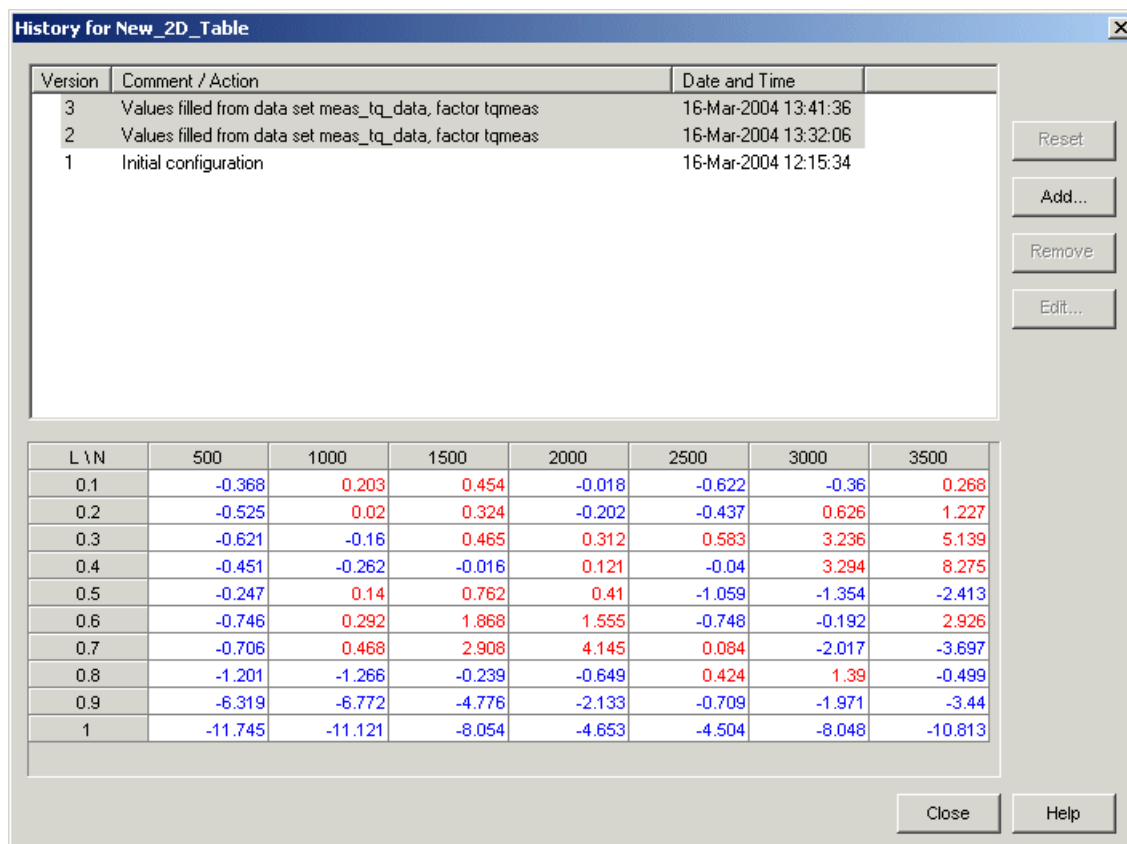 History for New_2D_Table
Version Comment / Action Date and Time
3 Values filled from data set meas_tq_data, factor tqmeas 16-Mar-2004 13:41:36
2 Values filled from data set meas_tq_data, factor tqmeas 16-Mar-2004 13:32:06
1 Initial configuration 16-Mar-2004 12:15:34
Reset
Add...
Remove
Edit...
L \ N 500 1000 1500 2000 2500 3000 3500
0.1 -0.368 0.203 0.454 -0.018 -0.622 -0.36 0.268
0.2 -0.525 0.02 0.324 -0.202 -0.437 0.626 1.227
0.3 -0.621 -0.16 0.465 0.312 0.583 3.236 5.139
0.4 -0.451 -0.262 -0.016 0.121 -0.04 3.294 8.275
0.5 -0.247 0.14 0.762 0.41 -1.059 -1.354 -2.413
0.6 -0.746 0.292 1.868 1.555 -0.748 -0.192 2.926
0.7 -0.706 0.468 2.908 4.145 0.084 -2.017 -3.697
0.8 -1.201 -1.266 -0.239 -0.649 0.424 1.39 -0.499
0.9 -6.319 -6.772 -4.776 -2.133 -0.709 -1.971 -3.44
1 -11.745 -11.121 -8.054 -4.653 -4.504 -8.048 -10.813
Close Help